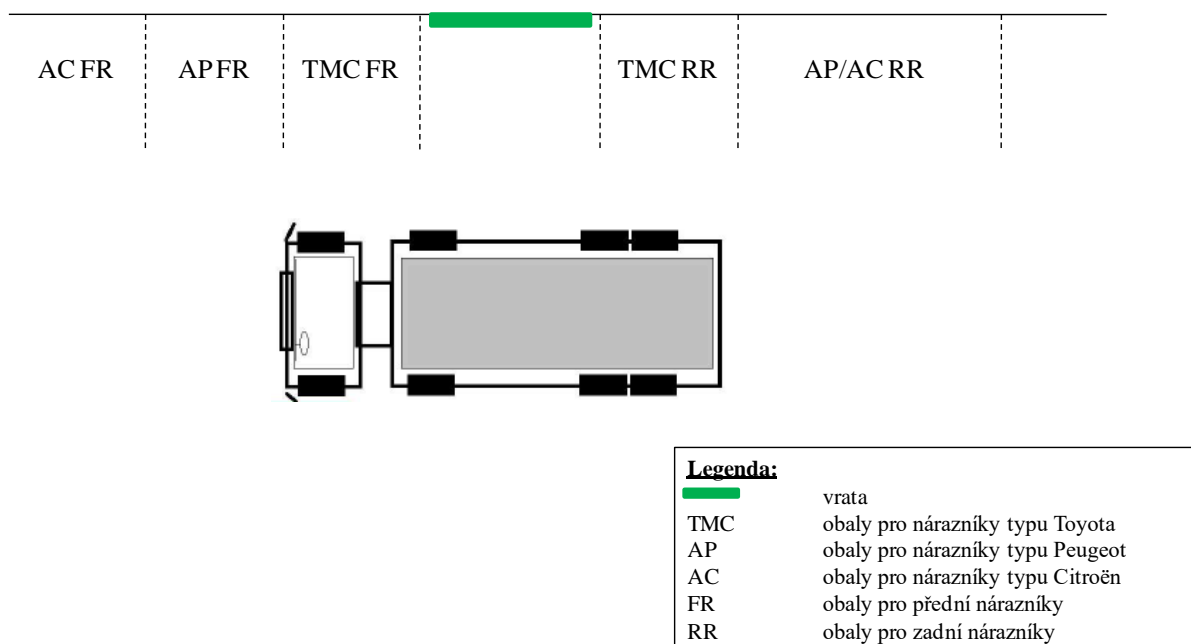 AC FR AP FR TMC FR TMC RR AP/AC RR
Legenda:
vrata
TMC obaly pro nárazníky typu Toyota
AP obaly pro nárazníky typu Peugeot
AC obaly pro nárazníky typu Citroën
FR obaly pro přední nárazníky
RR obaly pro zadní nárazníky